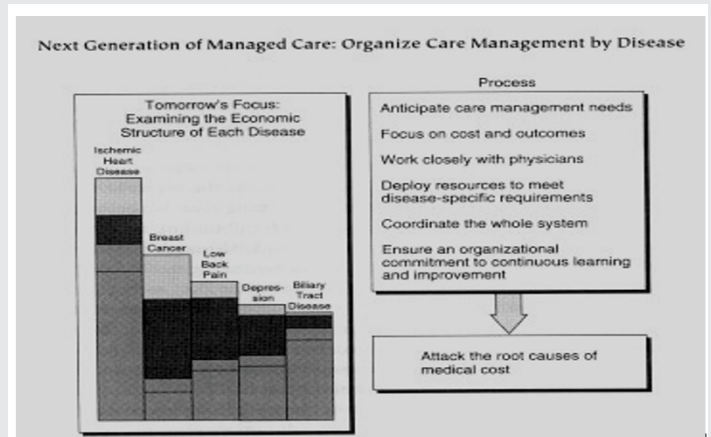 Next Generation of Managed Care: Organize Care Management by Disease
Tomorrow's Focus:
Examining the Economic
Structure of Each Disease
Ischemic
Heart
Disease
Breast
Cancer
Low
Back
Pain
Depres-
sion
Biliary
Tract
Disease
Process
Anticipate care management needs
Focus on cost and outcomes
Work closely with physicians
Deploy resources to meet
disease-specific requirements
Coordinate the whole system
Ensure an organizational
commitment to continuous learning
and improvement
Attack the root causes of
medical cost